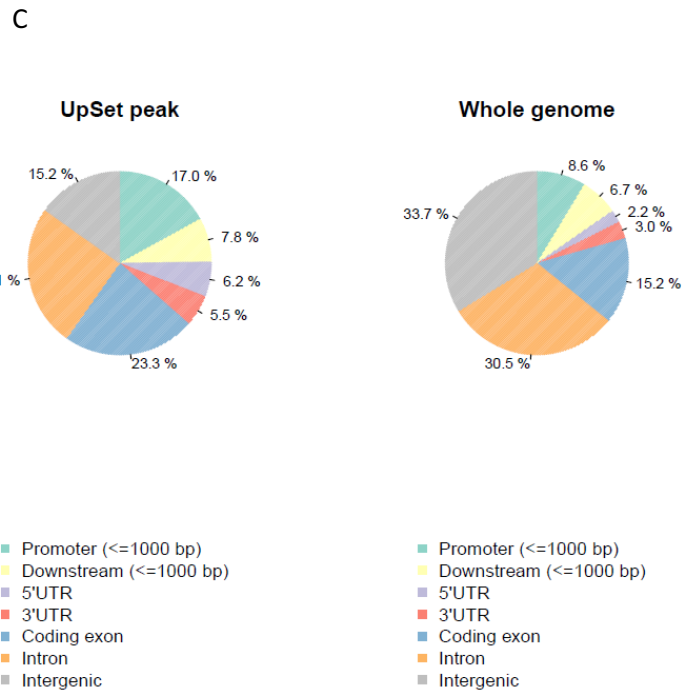 C
UpSet peak
Whole genome
15.2 %
17.0 %
7.8 %
6.2 %
5.5 %
23.3 %
%
8.6 %
6.7 %
2.2 %
3.0 %
15.2 %
30.5 %
33.7 %
Promoter (<=1000 bp)
Downstream (<=1000 bp)
5'UTR
3'UTR
Coding exon
Intron
Intergenic
Promoter (<=1000 bp)
Downstream (<=1000 bp)
5'UTR
3'UTR
Coding exon
Intron
Intergenic